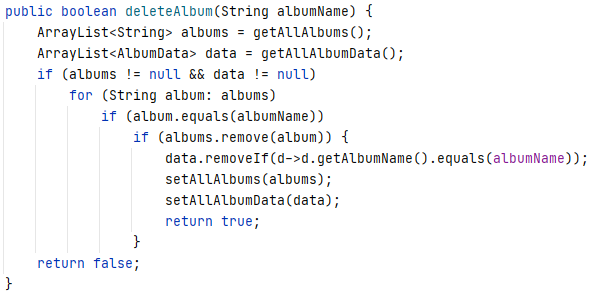 public boolean deleteAlbum(String albumName) {
    ArrayList<String> albums = getAllAlbums();
    ArrayList<AlbumData> data = getAllAlbumData();
    if (albums != null && data != null)
        for (String album: albums)
            if (album.equals(albumName))
                if (albums.remove(album)) {
                    data.removeIf(d->d.getAlbumName().equals(albumName));
                    setAllAlbums(albums);
                    setAllAlbumData(data);
                    return true;
                }
    return false;
}